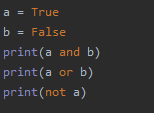 a = True
b = False
print(a and b)
print(a or b)
print(not a)